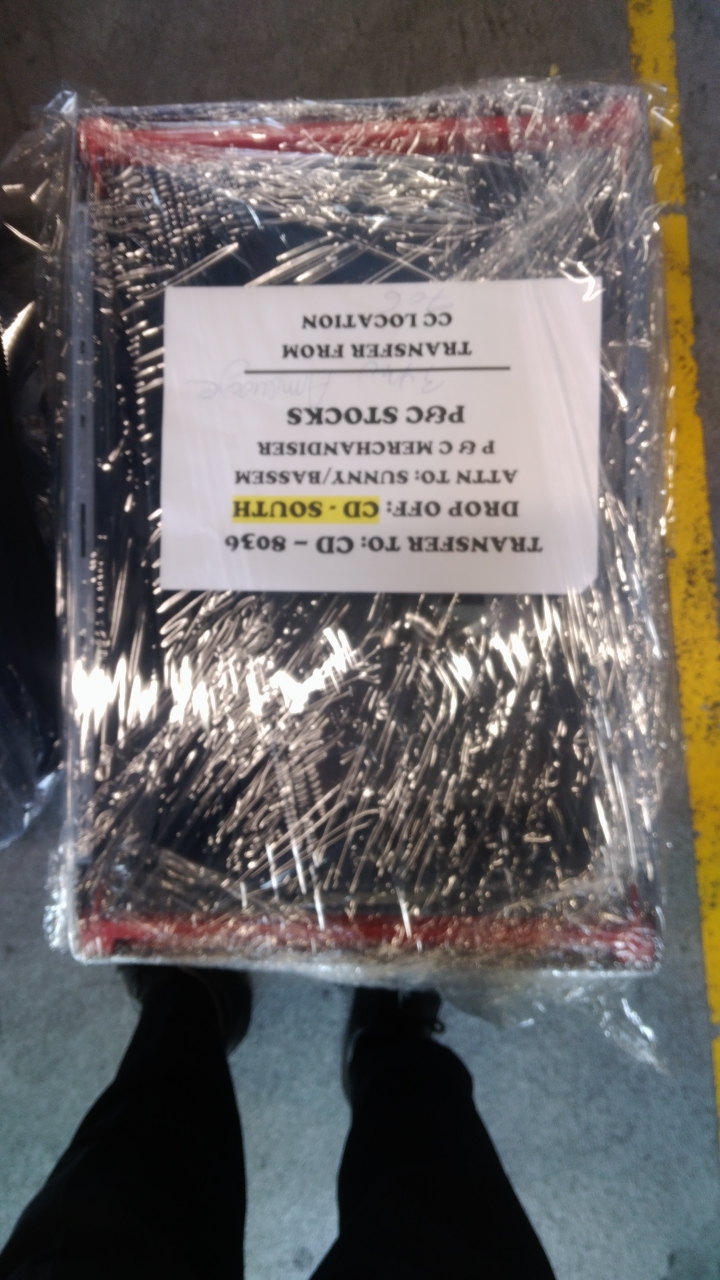 TRANSFER TO: CD – 8036
DROP OFF: CD - SOUTH
ATTN TO: SUNNY/BASSEM
P & C MERCHANDISER
P&C STOCKS
TRANSFER FROM
CC LOCATION